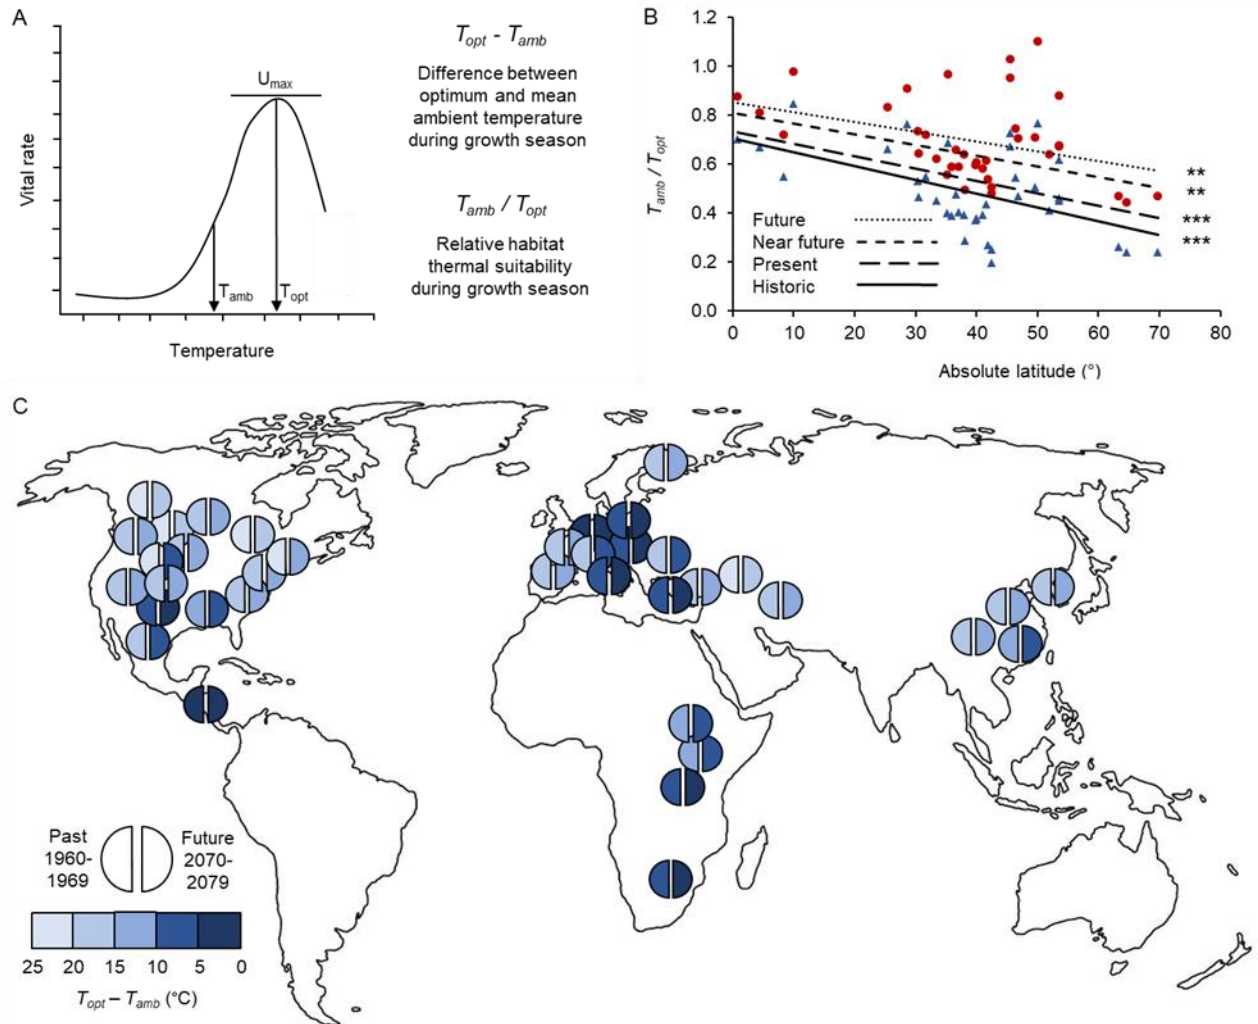 A
Vital rate
Umax
Tamb
Topt
Temperature
Topt - Tamb
Difference between
optimum and mean
ambient temperature
during growth season
Tamb / Topt
Relative habitat
thermal suitability
during growth season
B
Tamb / Topt
1.2
1.0
0.8
0.6
0.4
0.2
0.0
Future
Near future
Present
Historic
**
**
***
***
0 10 20 30 40 50 60 70 80
Absolute latitude (°)
C
Past
1960-
1969
Future
2070-
2079
25 20 15 10 5 0
Topt – Tamb (°C)